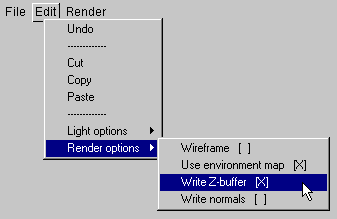 File Edit Render
Undo
------------
Cut
Copy
Paste
------------
Light options
Render options
Wireframe [ ]
Use environment map [X]
Write Z-buffer [X]
Write normals [ ]